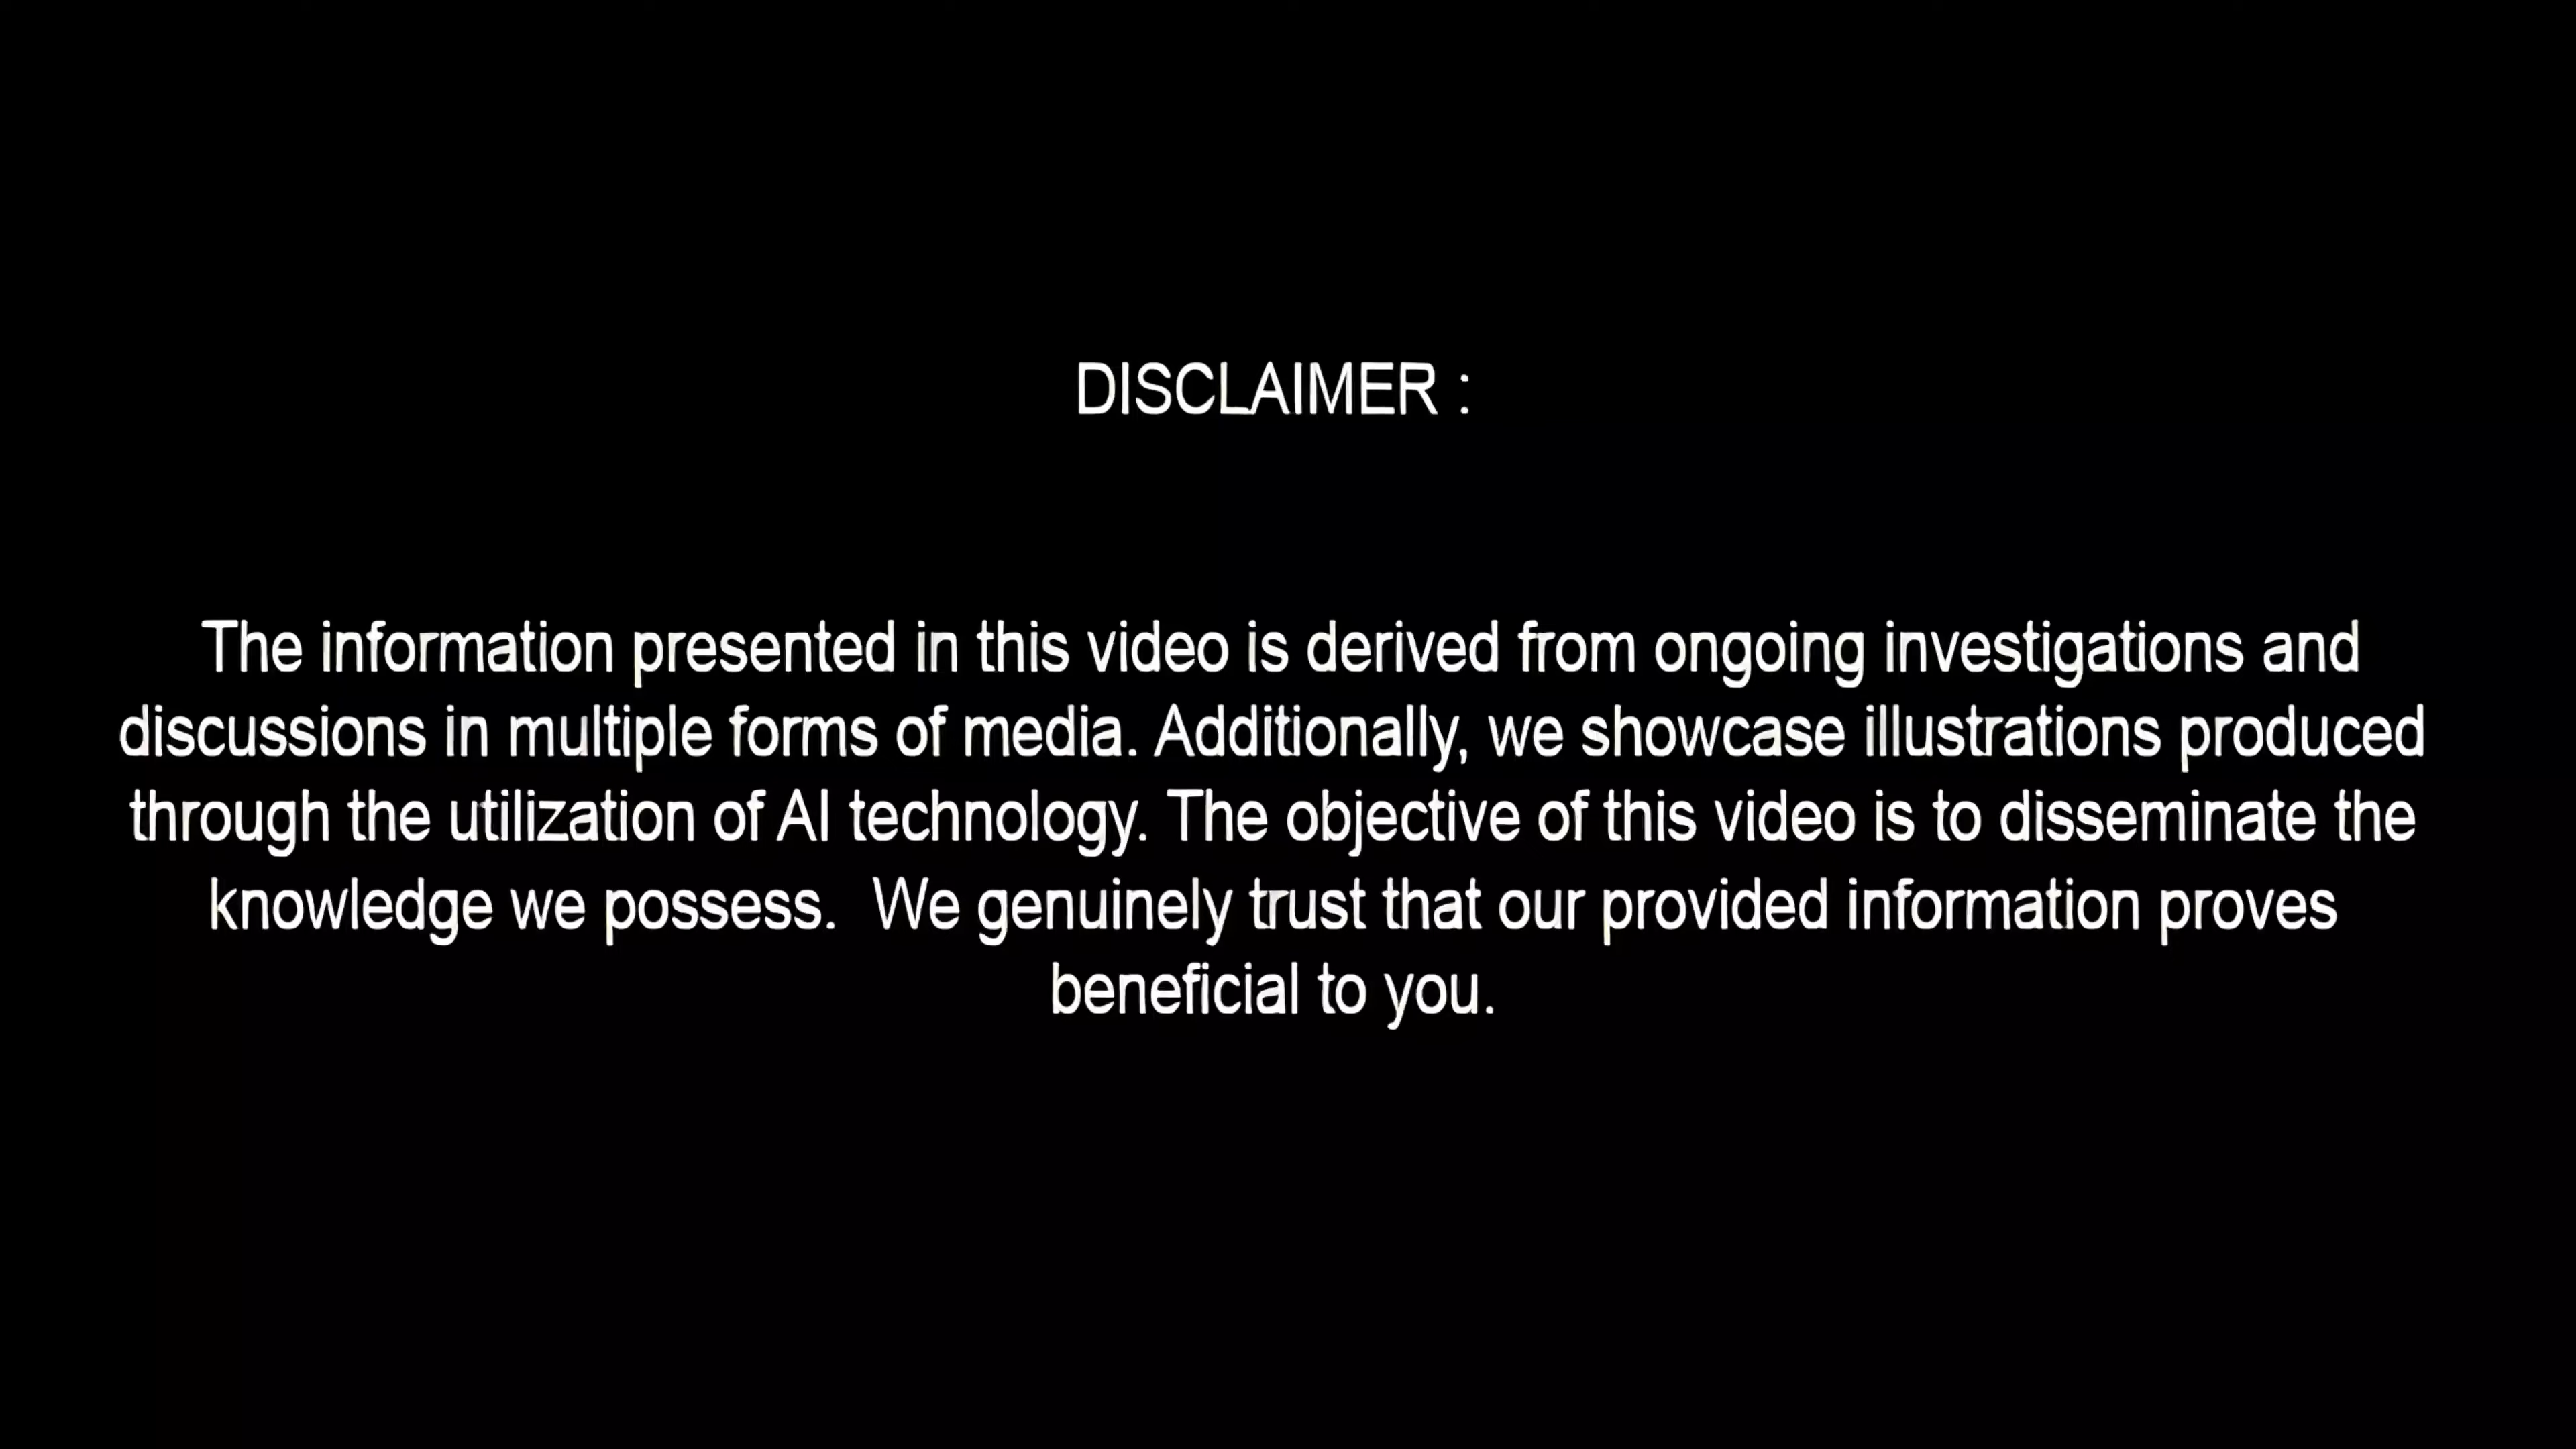 DISCLAIMER :
The information presented in this video is derived from ongoing investigations and
discussions in multiple forms of media. Additionally, we showcase illustrations produced
through the utilization of AI technology. The objective of this video is to disseminate the
knowledge we possess.  We genuinely trust that our provided information proves
beneficial to you.